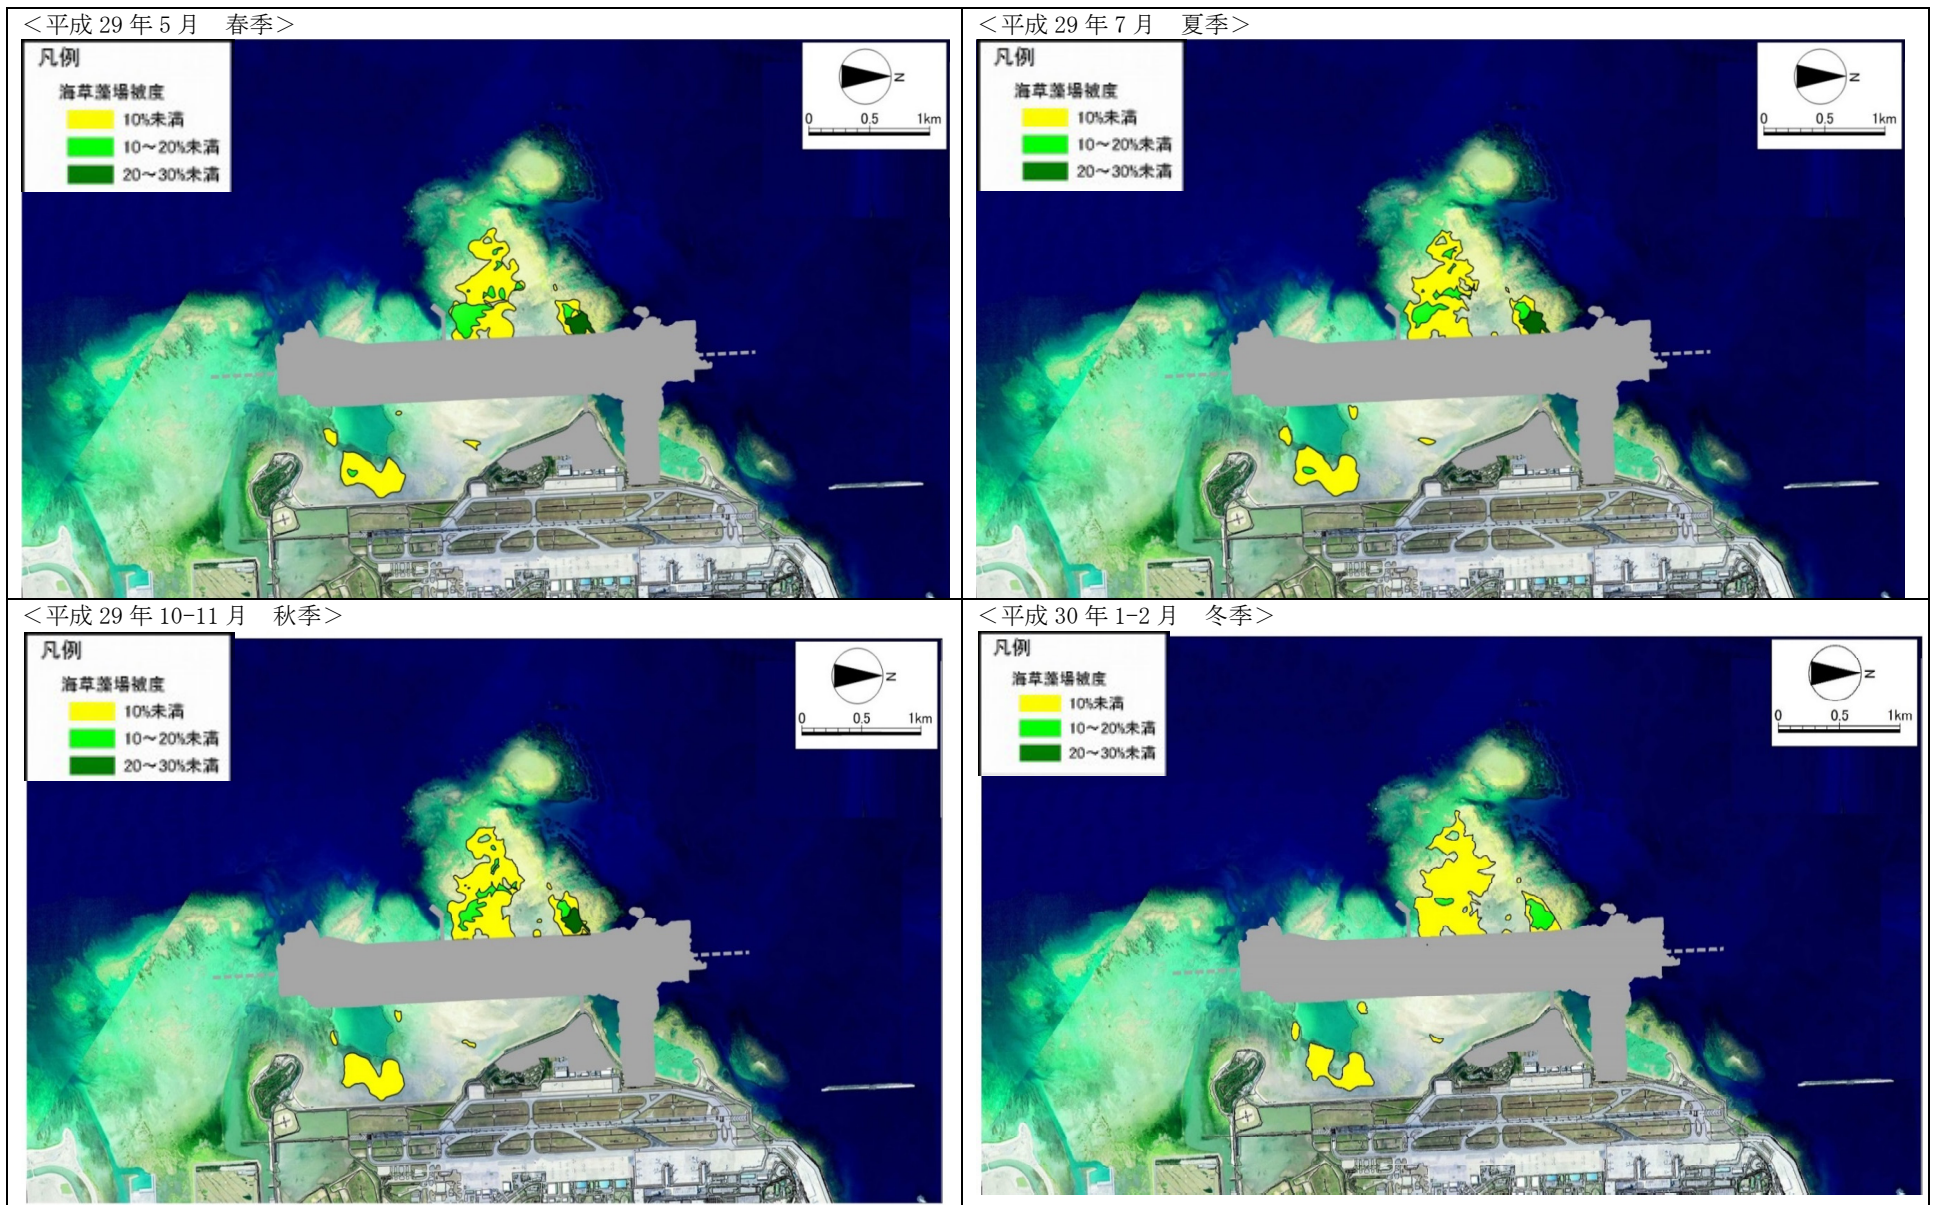 ＜平成 29 年 5 月　春季＞
凡例
海草藻場被度
10%未満
10～20%未満
20～30%未満
N
0 0.5 1km
＜平成 29 年 7 月　夏季＞
凡例
海草藻場被度
10%未満
10～20%未満
20～30%未満
N
0 0.5 1km
＜平成 29 年 10-11 月　秋季＞
凡例
海草藻場被度
10%未満
10～20%未満
20～30%未満
N
0 0.5 1km
＜平成 30 年 1-2 月　冬季＞
凡例
海草藻場被度
10%未満
10～20%未満
20～30%未満
N
0 0.5 1km